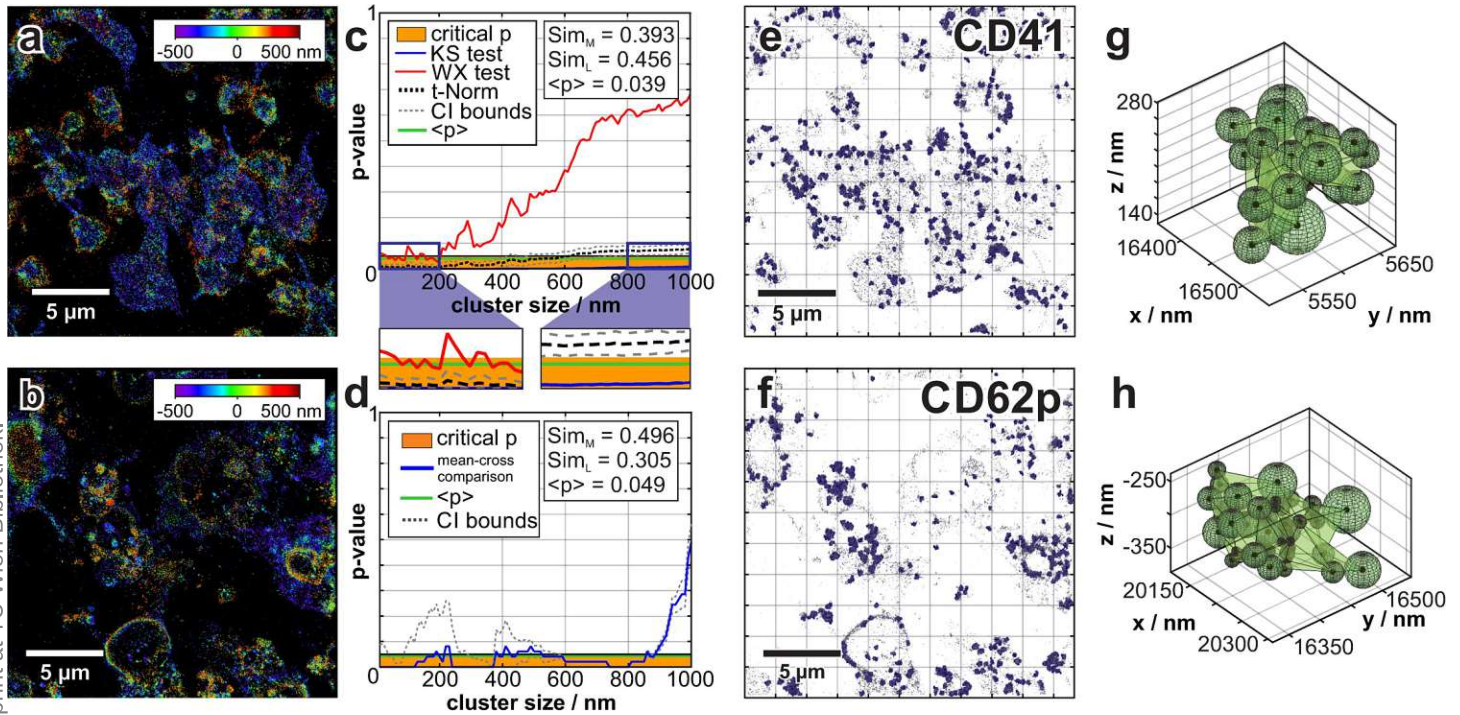 a
-500 0 500 nm
5 µm
b
-500 0 500 nm
5 µm
c
1
p-value
0
critical p
KS test
WX test
t-Norm
CI bounds
<p>
SimM = 0.393
SimL = 0.456
<p> = 0.039
200 400 600 800 1000
cluster size / nm
d
1
p-value
0
critical p
mean-cross
comparison
<p>
CI bounds
SimM = 0.496
SimL = 0.305
<p> = 0.049
200 400 600 800 1000
cluster size / nm
e
CD41
5 µm
f
CD62p
5 µm
g
280
z / nm
140
16400
16500
x / nm
5550
5650
y / nm
h
-250
z / nm
-350
20150
x / nm
20300
16350
y / nm
16500